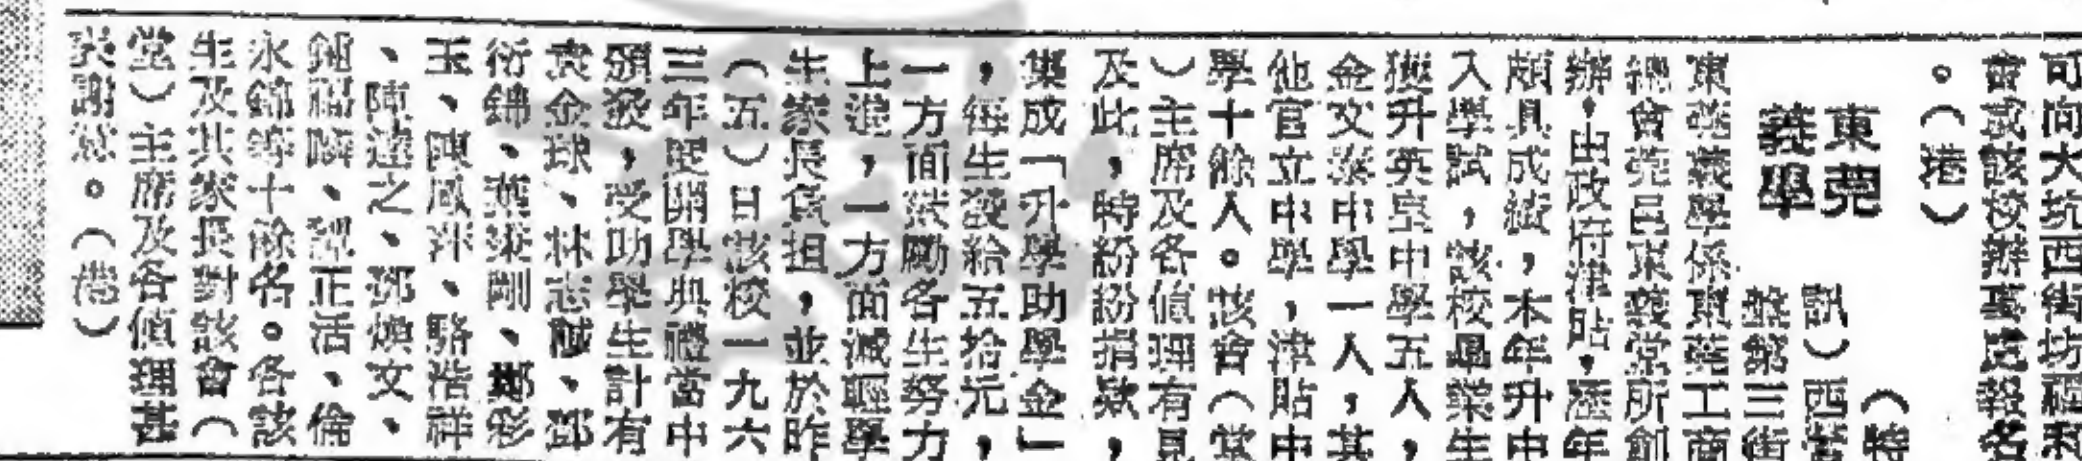 可向大坑西街坊福利
會或該校辦事處報名
。（港）
東莞
義學
（特
訊）西營
盤第三街
東莞義學係東莞工商
總會莞邑東義堂所創
辦，由政府津貼，歷年
頗具成績，本年升中
入學試，該校畢業生
獲升英皇中學五人，
金文泰中學一人，其
他官立中學，津貼中
學十餘人。該會（堂
）主席及各值理有見
及此，特紛紛捐欵，
集成「升學助學金」
，每生發給五拾元，
一方面獎勵各生努力
上進，一方面減輕學
生家長負担，並於昨
（五）日該校一九六
三年度開學典禮當中
頒發，受助學生計有
袁金球、林志 、鄧
衍錦、葉 剛、鄭彩
玉、陳 、駱浩祥
、陳達之、鄧煥文、
鍾福麟、 正活、倫
永錦等十餘名。各該
生及其家長對該會（
堂）主席及各值理甚
表謝意。（港）